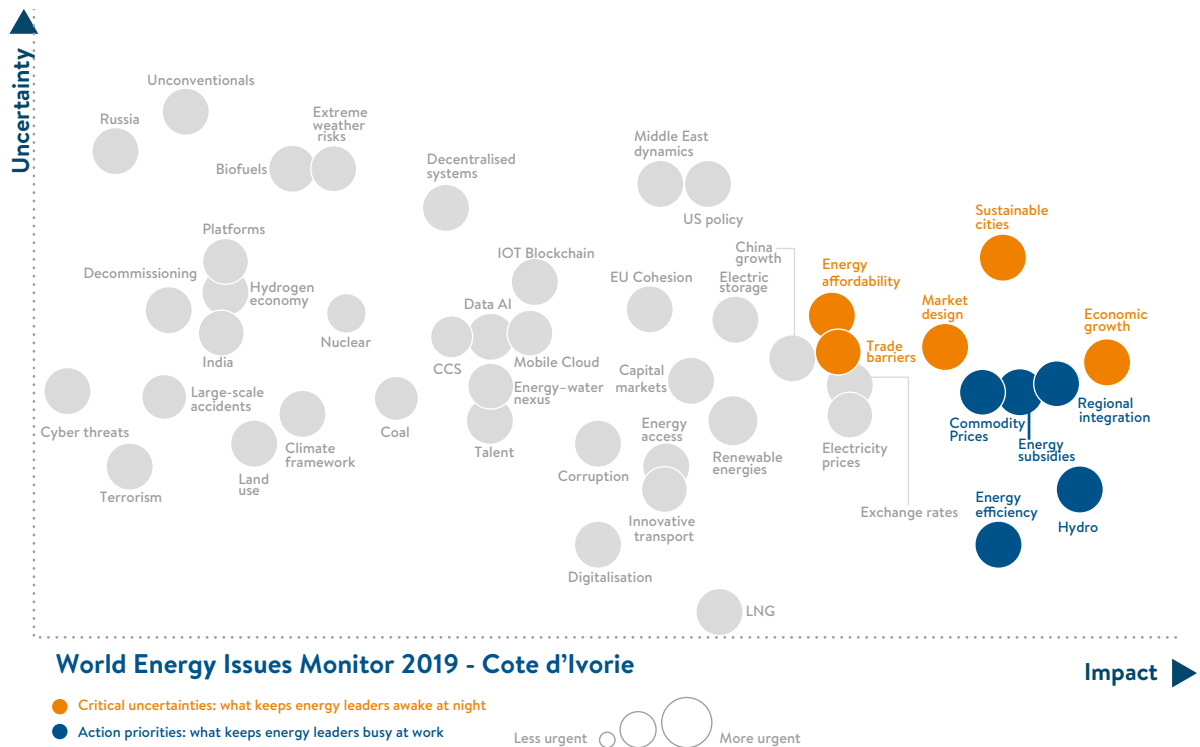 Uncertainty
Unconventionals
Russia
Extreme
weather
risks
Biofuels
Decentralised
systems
Middle East
dynamics
US policy
Sustainable
cities
Platforms
Decommissioning
Hydrogen
economy
India
Nuclear
IOT Blockchain
Data AI
CCS
Mobile Cloud
Energy–water
nexus
Talent
EU Cohesion
China
growth
Electric
storage
Energy
affordability
Trade
barriers
Market
design
Economic
growth
Capital
markets
Commodity
Prices
Energy
subsidies
Regional
integration
Cyber threats
Large-scale
accidents
Terrorism
Land
use
Climate
framework
Coal
Corruption
Energy
access
Innovative
transport
Renewable
energies
Electricity
prices
Exchange rates
Energy
efficiency
Hydro
Digitalisation
LNG
World Energy Issues Monitor 2019 - Cote d’Ivorie
Impact
Critical uncertainties: what keeps energy leaders awake at night
Action priorities: what keeps energy leaders busy at work
Less urgent
More urgent